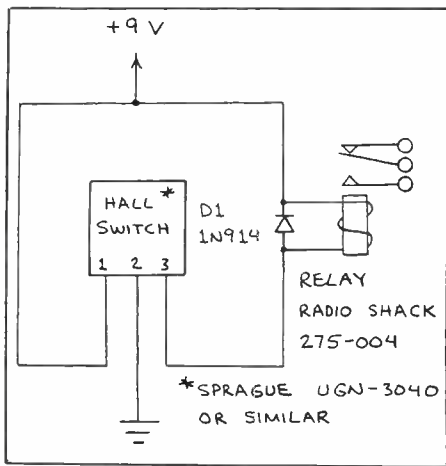 +9 V
HALL *
SWITCH
1 2 3
D1
1N914
RELAY
RADIO SHACK
275-004
*SPRAGUE UGN-3040
OR SIMILAR